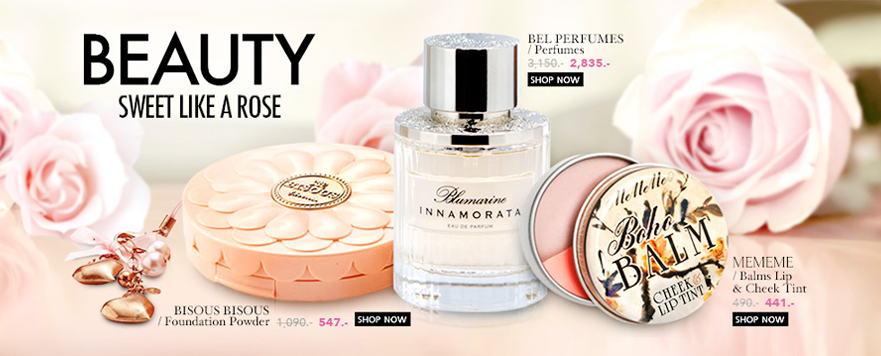 BEAUTY
SWEET LIKE A ROSE
BEL PERFUMES
/ Perfumes
3,150.- 2,835.-
SHOP NOW
Blumarine
INNAMORATA
EAU DE PARFUM
MeMeMe
Boho
BALM
CHEEK &
LIP TINT
MEMEME
/ Balms Lip
& Cheek Tint
490.- 441.-
SHOP NOW
BISOUS BISOUS
/ Foundation Powder 1,090.- 547.- SHOP NOW